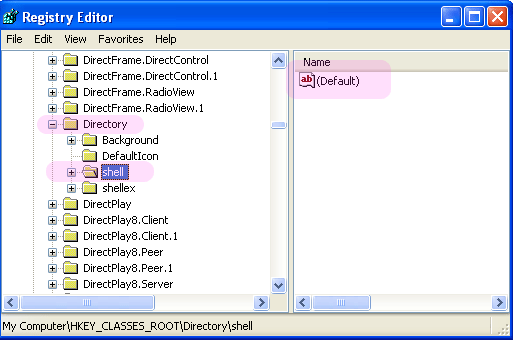 Registry Editor
File Edit View Favorites Help
DirectFrame.DirectControl
DirectFrame.DirectControl.1
DirectFrame.RadioView
DirectFrame.RadioView.1
Directory
Background
DefaultIcon
shell
shellex
DirectPlay
DirectPlay8.Client
DirectPlay8.Client.1
DirectPlay8.Peer
DirectPlay8.Peer.1
DirectPlay8.Server
Name
ab (Default)
My Computer\HKEY_CLASSES_ROOT\Directory\shell